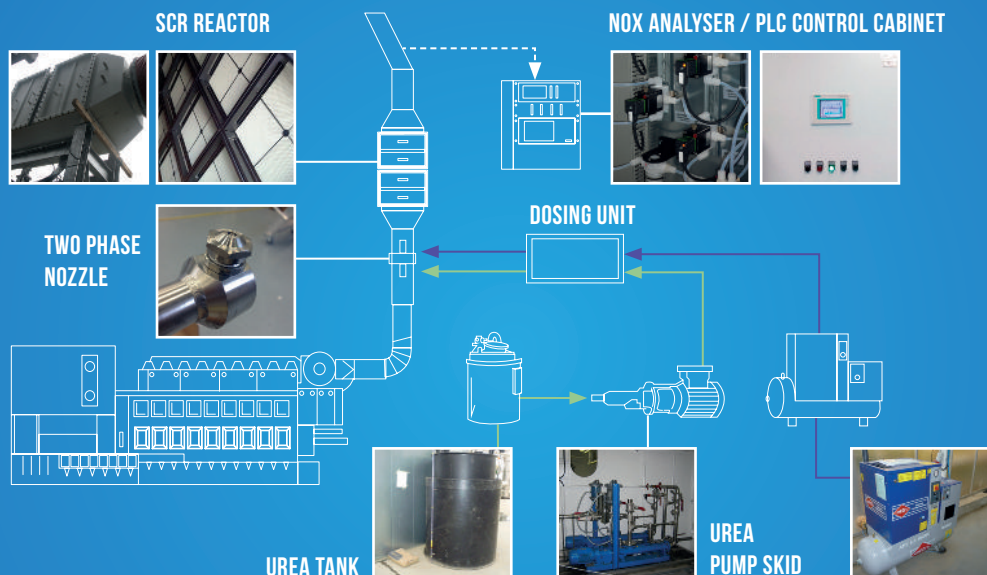 SCR REACTOR
NOX ANALYSER / PLC CONTROL CABINET
DOSING UNIT
TWO PHASE
NOZZLE
UREA TANK
UREA
PUMP SKID